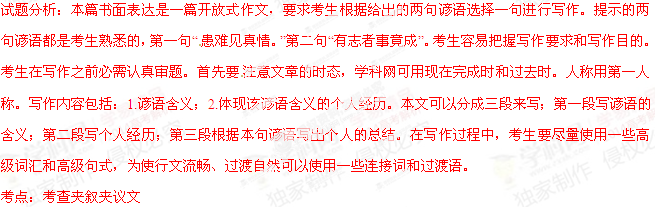 试题分析：本篇书面表达是一篇开放式作文，要求考生根据给出的两句谚语选择一句进行写作。提示的两
句谚语都是考生熟悉的，第一句“患难见真情。”第二句“有志者事竟成”。考生容易把握写作要求和写作目的。
考生在写作之前必需认真审题。首先要注意文章的时态，学科网可用现在完成时和过去时。人称用第一人
称。写作内容包括：1.谚语含义；2.体现该谚语含义的个人经历。本文可以分成三段来写；第一段写谚语的
含义；第二段写个人经历；第三段根据本句谚语写出个人的总结。在写作过程中，考生要尽量使用一些高
级词汇和高级句式，为使行文流畅、过渡自然可以使用一些连接词和过渡语。
考点：考查夹叙夹议文